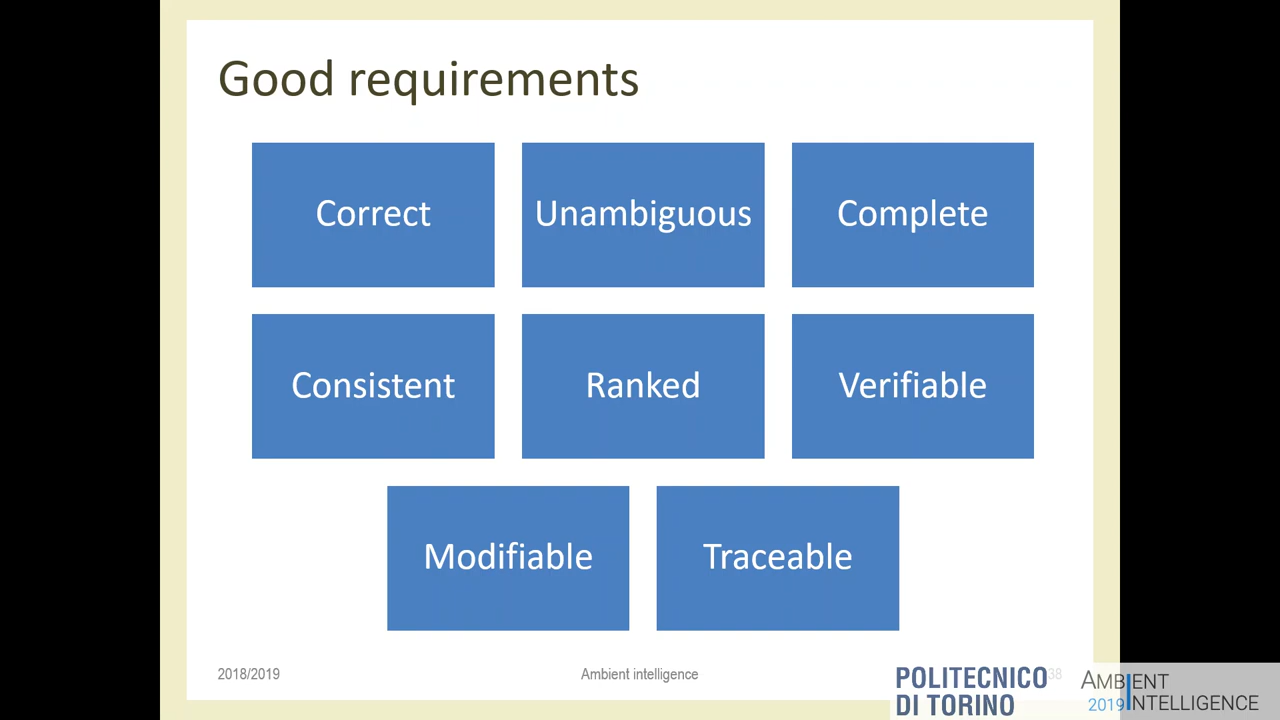 Good requirements
Correct
Unambiguous
Complete
Consistent
Ranked
Verifiable
Modifiable
Traceable
2018/2019
Ambient intelligence
38
POLITECNICO
DI TORINO
AMBIENT
2019 INTELLIGENCE